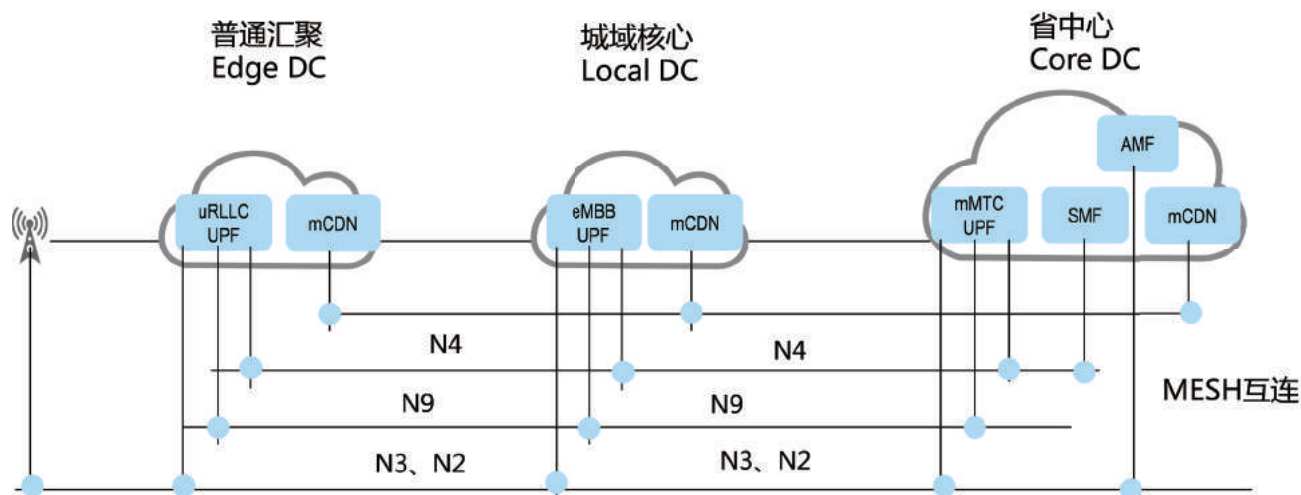 普通汇聚
Edge DC
城域核心
Local DC
省中心
Core DC
AMF
uRLLC
UPF
mCDN
eMBB
UPF
mCDN
mMTC
UPF
SMF
mCDN
N4
N4
N9
N9
MESH互连
N3、N2
N3、N2